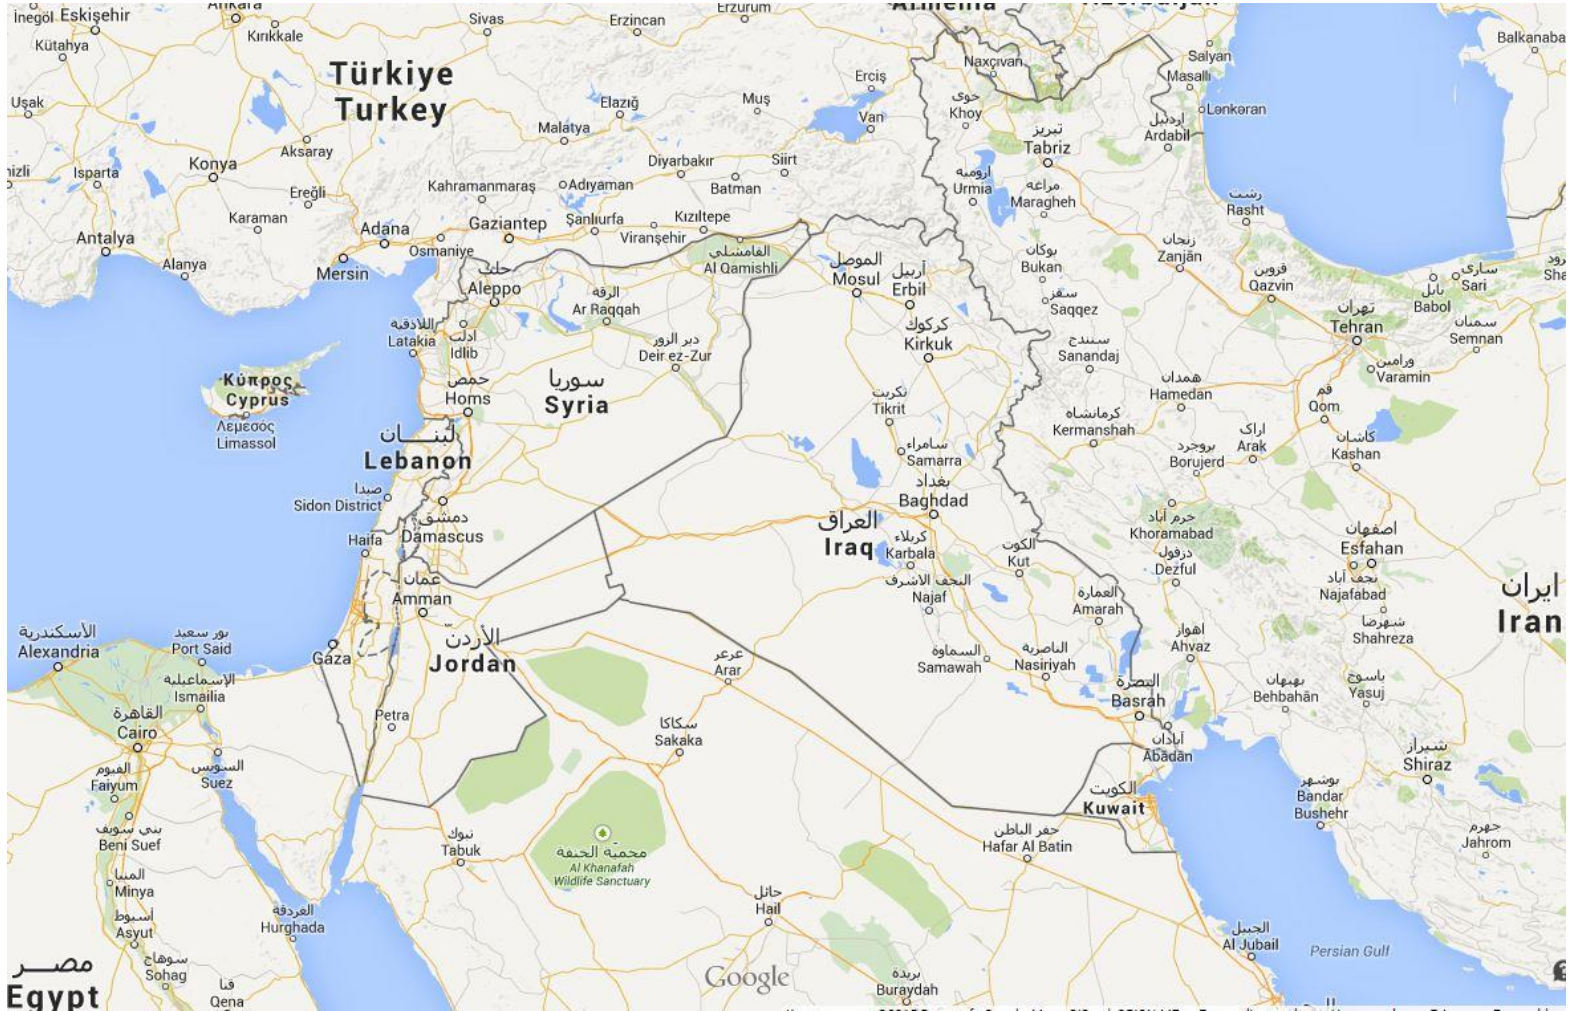 Ankara
Sivas
Erzincan
Erzurum
Armenia
İnegöl
Eskişehir
Kırıkkale
Kütahya
Naxçıvan
Salyan
Balkanaba
Masallı
Türkiye
Turkey
Erciş
Van
خوی
Khoy
Lənkəran
اردبیل
Ardabil
Uşak
Elazığ
Muş
Malatya
تبریز
Tabriz
Aksaray
Konya
Isparta
Diyarbakır
Siirt
Batman
ارومیه
Urmia
مراغه
Maragheh
Ereğli
Kahramanmaraş
Adıyaman
رشت
Rasht
Karaman
Adana
Gaziantep
Şanlıurfa
Kızıltepe
Viranşehir
Antalya
Alanya
Mersin
Osmaniye
القامشلي
Al Qamishli
الموصل
Mosul
أربيل
Erbil
بوکان
Bukan
زنجان
Zanjān
قزوین
Qazvin
ساری
Sari
بابل
Babol
حلب
Aleppo
الرقة
Ar Raqqah
سقز
Saqqez
تهران
Tehran
سمنان
Semnan
اللاذقية
Latakia
ادلب
Idlib
دير الزور
Deir ez-Zur
كركوك
Kirkuk
سنندج
Sanandaj
ورامین
Varamin
Κύπρος
Cyprus
Λεμεσός
Limassol
حمص
Homs
سوريا
Syria
تكريت
Tikrit
همدان
Hamedan
قم
Qom
کرمانشاه
Kermanshah
لبنان
Lebanon
سامراء
Samarra
بروجرد
Borujerd
اراک
Arak
کاشان
Kashan
صيدا
Sidon District
بغداد
Baghdad
دمشق
Damascus
العراق
Iraq
خرم آباد
Khoramabad
اصفهان
Esfahan
Haifa
كربلاء
Karbala
الكوت
Kut
دزفول
Dezful
نجف آباد
Najafabad
عمان
Amman
النجف الاشرف
Najaf
العمارة
Amarah
ایران
Iran
شهرضا
Shahreza
الأسكندرية
Alexandria
بور سعيد
Port Said
Gaza
الأردنّ
Jordan
عرعر
Arar
السماوة
Samawah
الناصرية
Nasiriyah
اهواز
Ahvaz
الإسماعيلية
Ismailia
البصرة
Basrah
بهبهان
Behbahān
یاسوج
Yasuj
القاهرة
Cairo
Petra
سكاكا
Sakaka
آبادان
Ābādān
شیراز
Shiraz
الفيوم
Faiyum
السويس
Suez
الكويت
Kuwait
بوشهر
Bandar
Bushehr
بني سويف
Beni Suef
تبوك
Tabuk
محميّة الخنفة
Al Khanafah
Wildlife Sanctuary
حفر الباطن
Hafar Al Batin
جهرم
Jahrom
المنيا
Minya
حائل
Hail
أسيوط
Asyut
الغردقة
Hurghada
الجبيل
Al Jubail
Persian Gulf
مصر
Egypt
سوهاج
Sohag
قنا
Qena
Google
بريدة
Buraydah